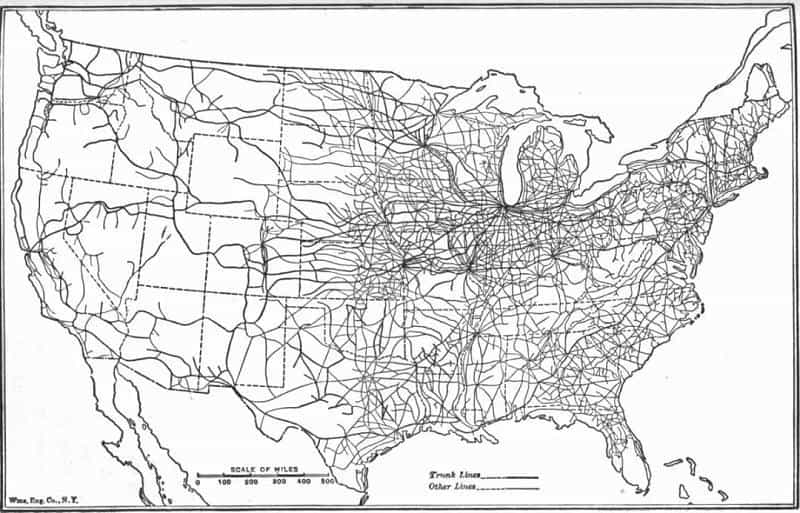 SCALE OF MILES
0 100 200 300 400 500
Trunk Lines
Other Lines
Wms. Eng. Co., N.Y.